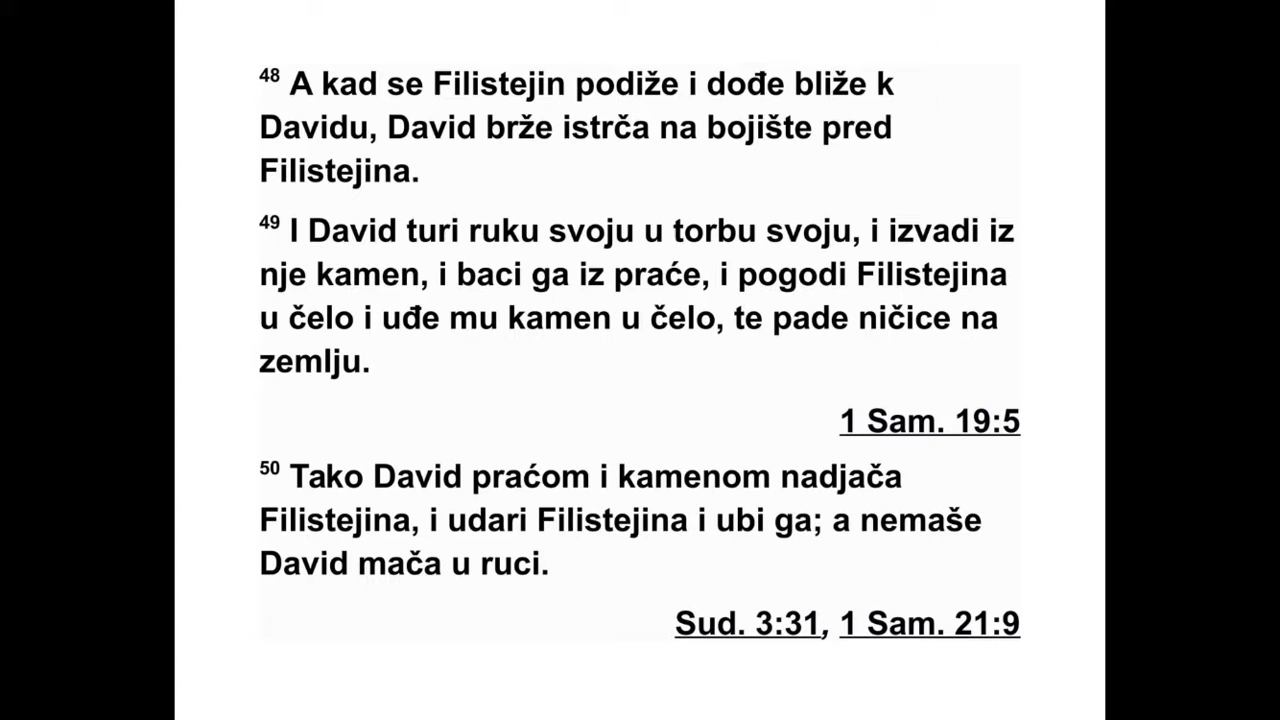 48 A kad se Filistejin podiže i dođe bliže k
Davidu, David brže istrča na bojište pred
Filistejina.
49 I David turi ruku svoju u torbu svoju, i izvadi iz
nje kamen, i baci ga iz praće, i pogodi Filistejina
u čelo i uđe mu kamen u čelo, te pade ničice na
zemlju.
1 Sam. 19:5
50 Tako David praćom i kamenom nadjača
Filistejina, i udari Filistejina i ubi ga; a nemaše
David mača u ruci.
Sud. 3:31, 1 Sam. 21:9